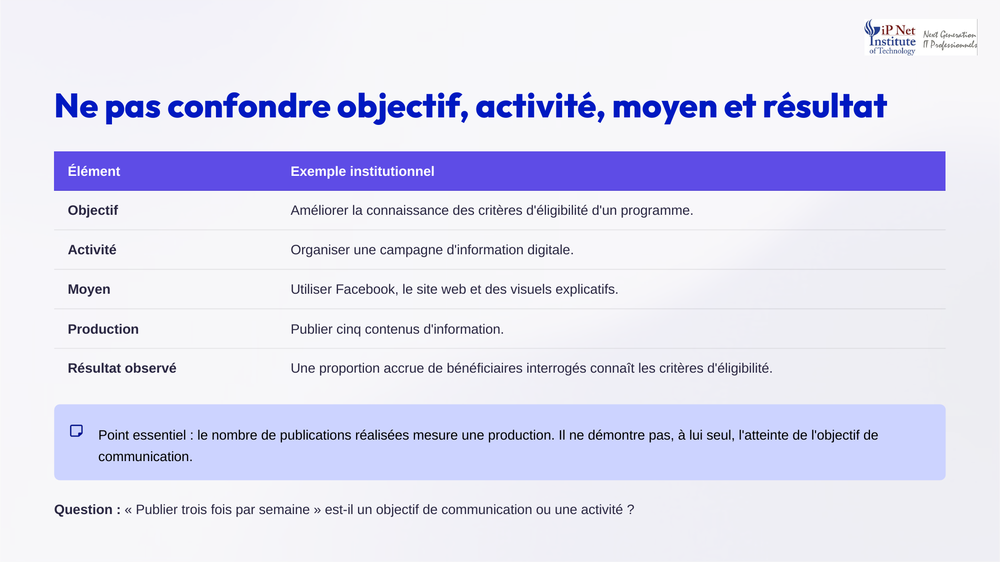 iP Net
Institute
of Technology
Next Generation
IT Professionnels
Ne pas confondre objectif, activité, moyen et résultat
Élément Exemple institutionnel
Objectif Améliorer la connaissance des critères d'éligibilité d'un programme.
Activité Organiser une campagne d'information digitale.
Moyen Utiliser Facebook, le site web et des visuels explicatifs.
Production Publier cinq contenus d'information.
Résultat observé Une proportion accrue de bénéficiaires interrogés connaît les critères d'éligibilité.
Point essentiel : le nombre de publications réalisées mesure une production. Il ne démontre pas, à lui seul, l'atteinte de l'objectif de
communication.
Question : « Publier trois fois par semaine » est-il un objectif de communication ou une activité ?